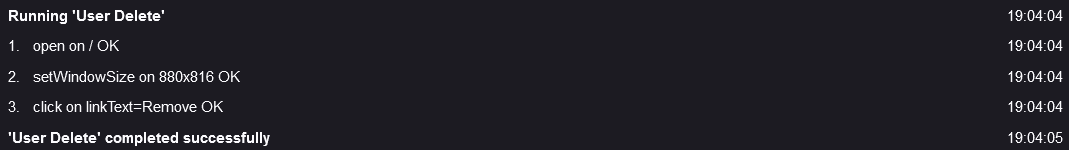 Running 'User Delete' 19:04:04
1. open on / OK 19:04:04
2. setWindowSize on 880x816 OK 19:04:04
3. click on linkText=Remove OK 19:04:04
'User Delete' completed successfully 19:04:05